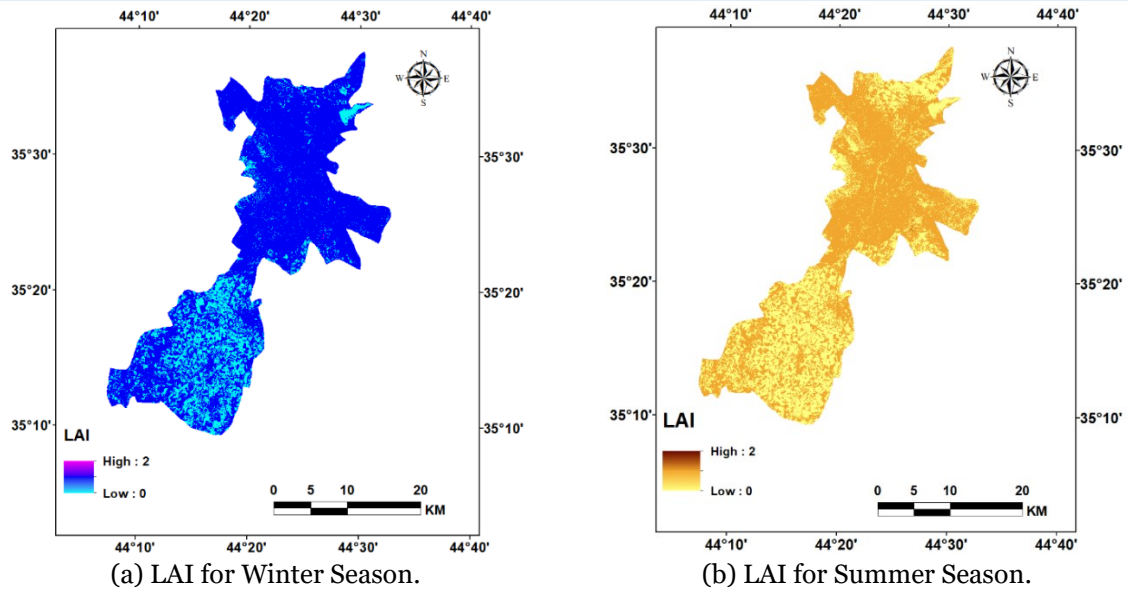 44°10' 44°20' 44°30' 44°40'
N
W E
S
35°30' 35°30'
35°20' 35°20'
35°10' 35°10'
LAI
High : 2
Low : 0
0 5 10 20
KM
44°10' 44°20' 44°30' 44°40'
(a) LAI for Winter Season.
44°10' 44°20' 44°30' 44°40'
N
W E
S
35°30' 35°30'
35°20' 35°20'
35°10' 35°10'
LAI
High : 2
Low : 0
0 5 10 20
KM
44°10' 44°20' 44°30' 44°40'
(b) LAI for Summer Season.